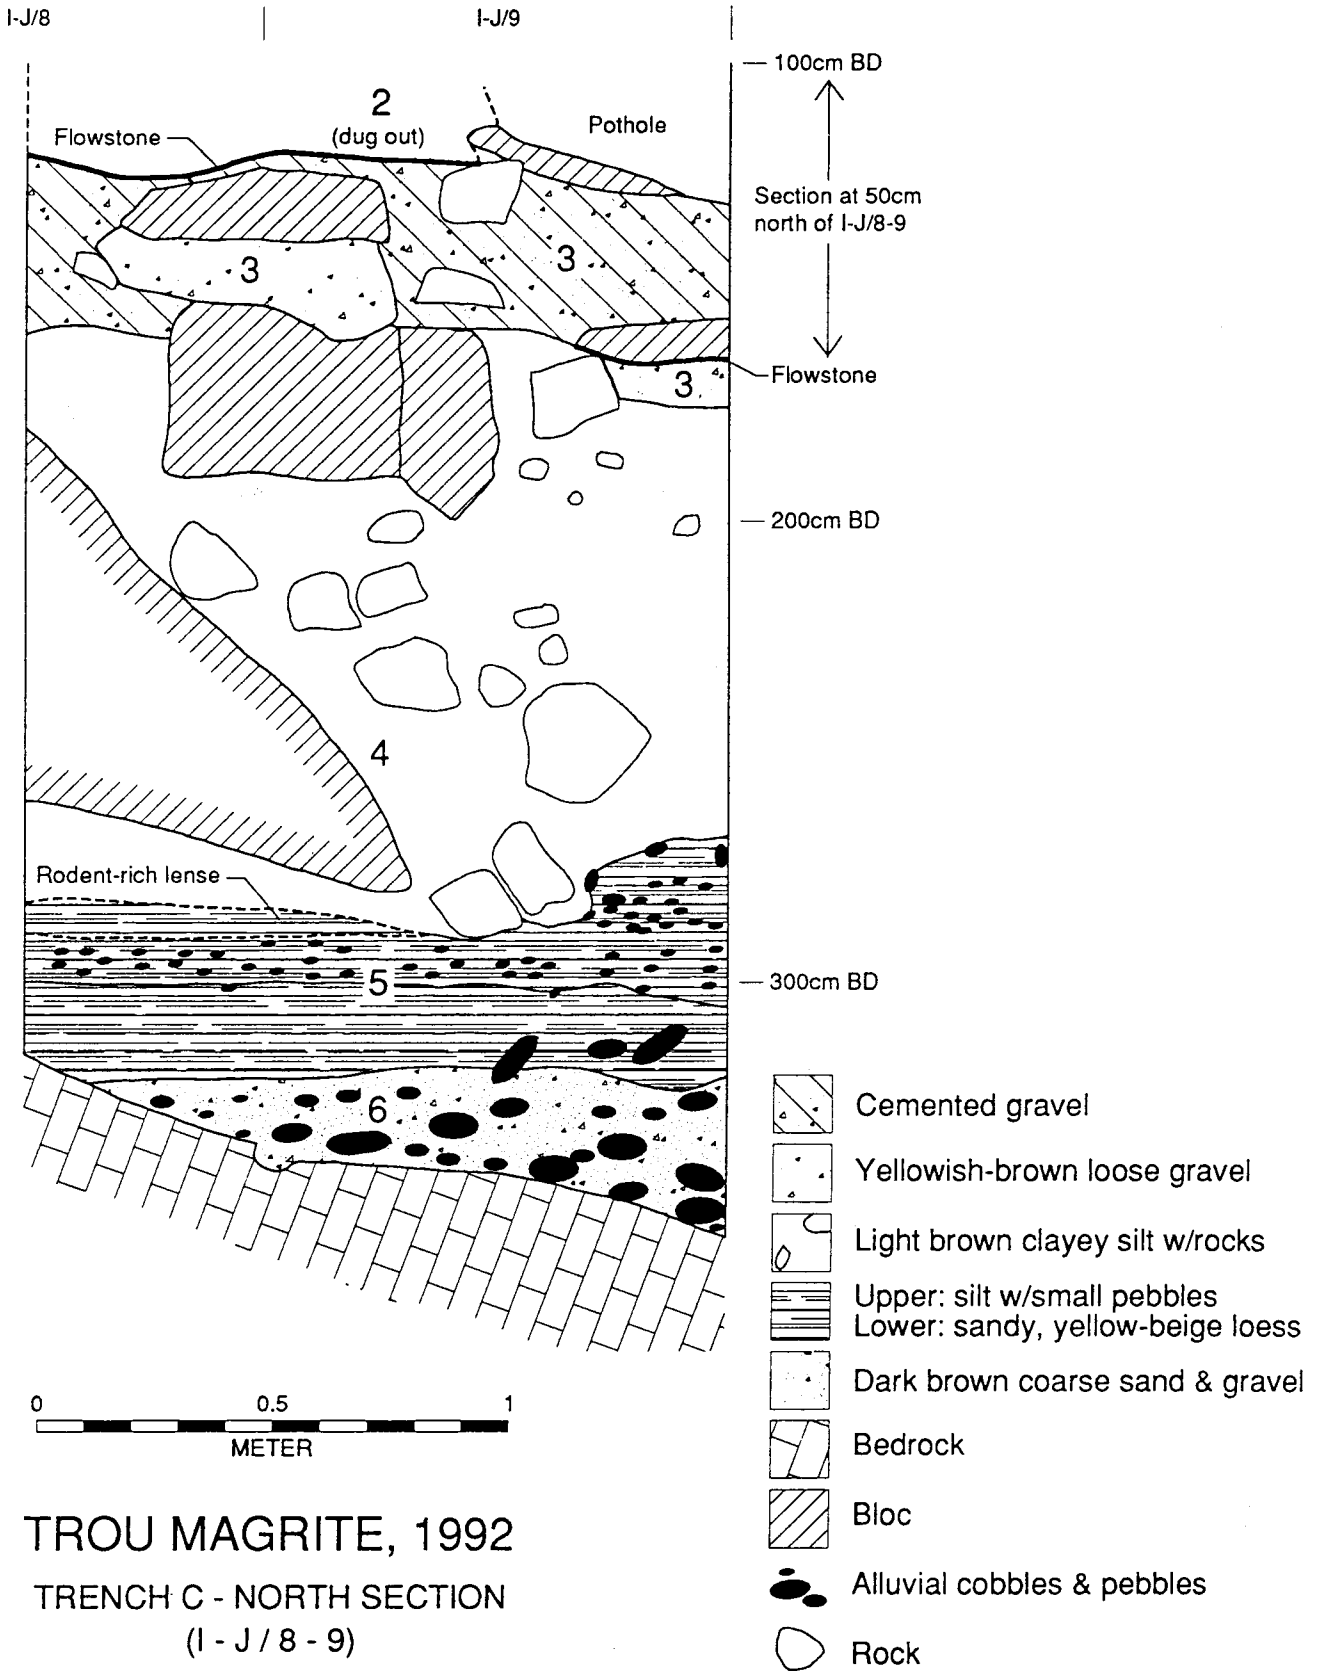 I-J/8
I-J/9
100cm BD
2
(dug out)
Flowstone
Pothole
Section at 50cm
north of I-J/8-9
3
3
Flowstone
3
200cm BD
4
Rodent-rich lense
5
300cm BD
6
Cemented gravel
Yellowish-brown loose gravel
Light brown clayey silt w/rocks
Upper: silt w/small pebbles
Lower: sandy, yellow-beige loess
Dark brown coarse sand & gravel
Bedrock
Bloc
Alluvial cobbles & pebbles
Rock
0 0.5 1
METER
TROU MAGRITE, 1992
TRENCH C - NORTH SECTION
(I - J / 8 - 9)